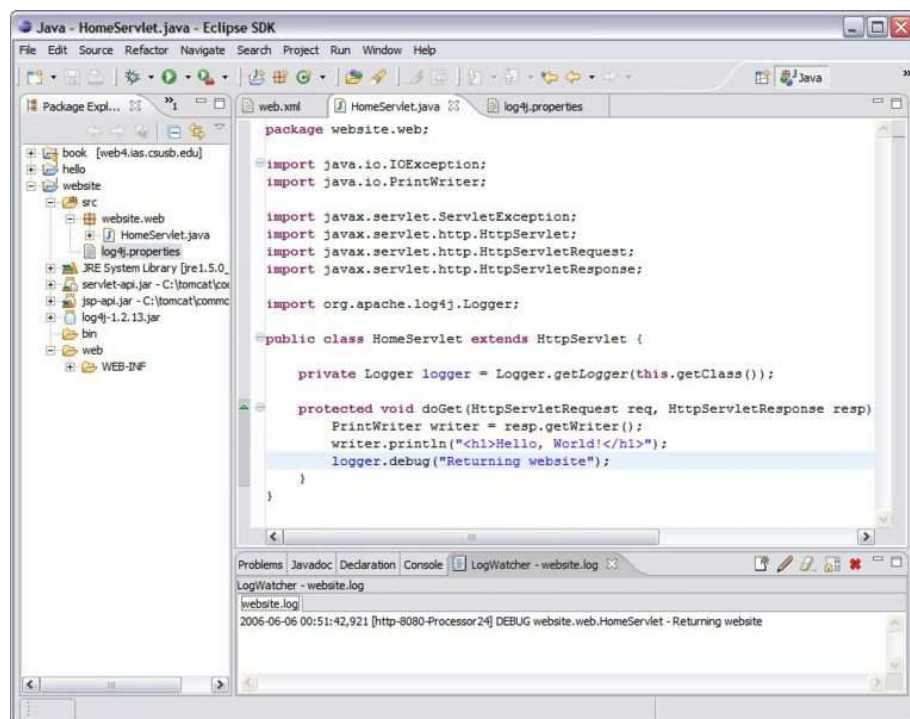 Java - HomeServlet.java - Eclipse SDK
File Edit Source Refactor Navigate Search Project Run Window Help
Java
Package Expl...
1
book [web4.ias.csusb.edu]
hello
website
src
website.web
HomeServlet.java
log4j.properties
JRE System Library [jre1.5.0_
servlet-api.jar - C:\tomcat\co
jsp-api.jar - C:\tomcat\commc
log4j-1.2.13.jar
bin
web
WEB-INF
web.xml HomeServlet.java log4j.properties
package website.web;
import java.io.IOException;
import java.io.PrintWriter;
import javax.servlet.ServletException;
import javax.servlet.http.HttpServlet;
import javax.servlet.http.HttpServletRequest;
import javax.servlet.http.HttpServletResponse;
import org.apache.log4j.Logger;
public class HomeServlet extends HttpServlet {
private Logger logger = Logger.getLogger(this.getClass());
protected void doGet(HttpServletRequest req, HttpServletResponse resp)
PrintWriter writer = resp.getWriter();
writer.println("<h1>Hello, World!</h1>");
logger.debug("Returning website");
}
}
Problems Javadoc Declaration Console LogWatcher - website.log
LogWatcher - website.log
website.log
2006-06-06 00:51:42,921 [http-8080-Processor24] DEBUG website.web.HomeServlet - Returning website